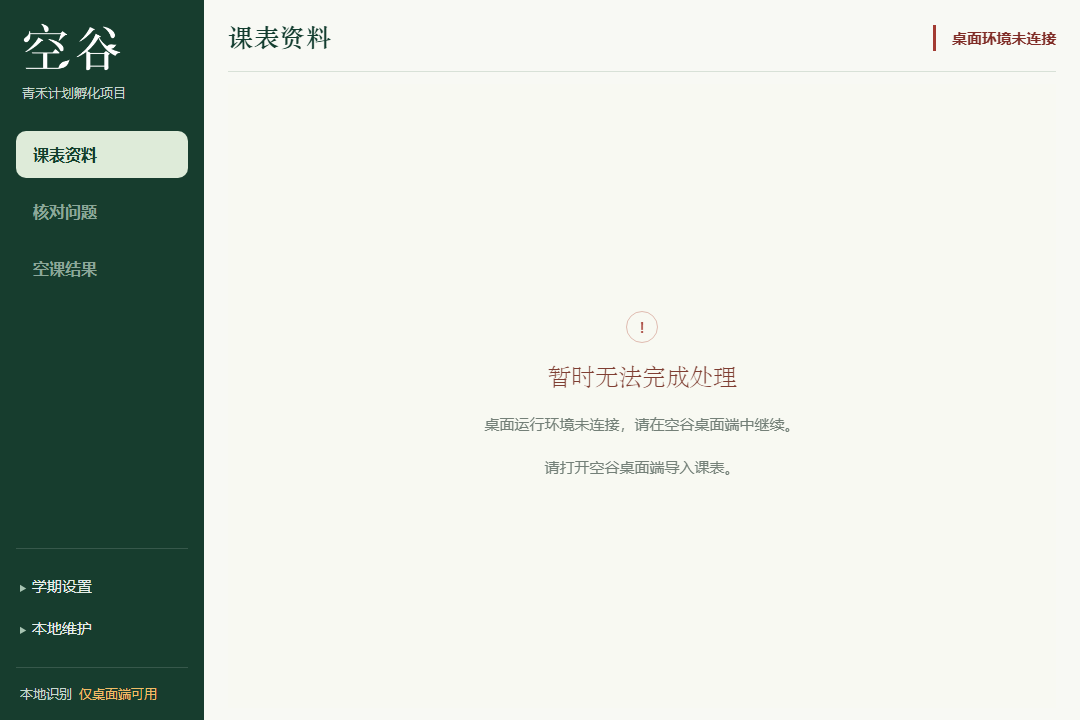 空谷
青禾计划孵化项目
课表资料
核对问题
空课结果
学期设置
本地维护
本地识别 仅桌面端可用
课表资料
桌面环境未连接
!
暂时无法完成处理
桌面运行环境未连接，请在空谷桌面端中继续。
请打开空谷桌面端导入课表。